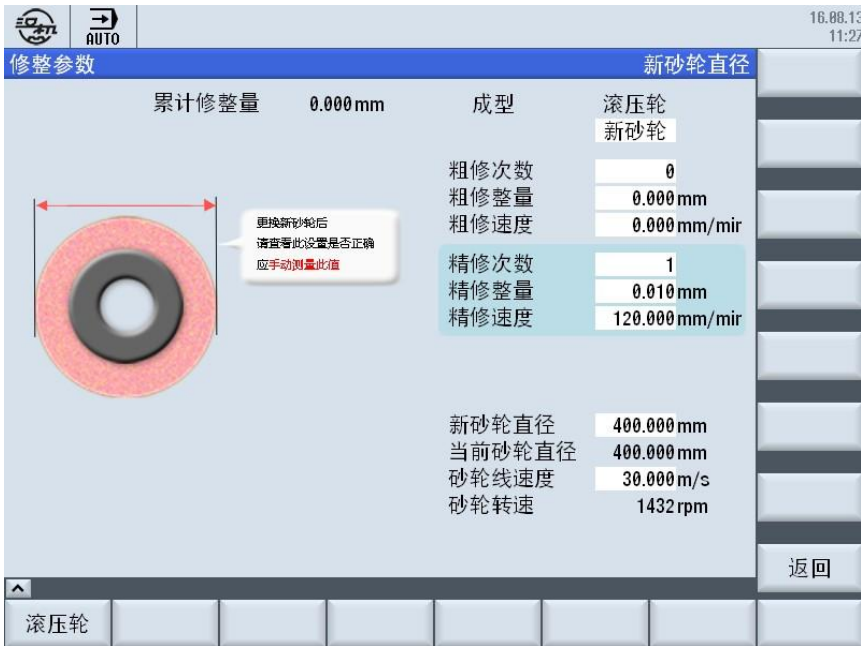 AUTO
16.08.13
11:27
修整参数 新砂轮直径
累计修整量 0.000mm 成型 滚压轮
新砂轮
粗修次数 0
粗修整量 0.000mm
粗修速度 0.000mm/mir
更换新砂轮后
请查看此设置是否正确
应手动测量此值
精修次数 1
精修整量 0.010mm
精修速度 120.000mm/mir
新砂轮直径 400.000mm
当前砂轮直径 400.000mm
砂轮线速度 30.000m/s
砂轮转速 1432rpm
返回
滚压轮